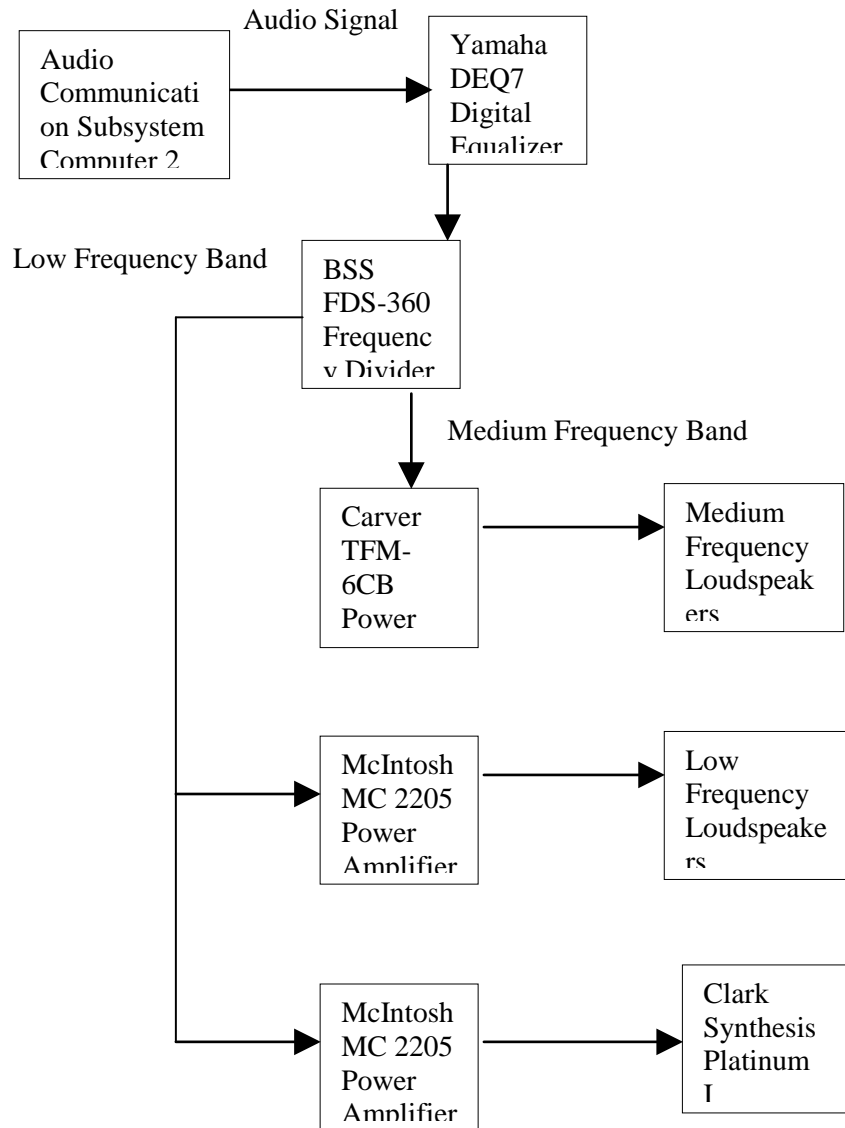 Audio Signal
Audio
Communicati
on Subsystem
Computer 2
Yamaha
DEQ7
Digital
Equalizer
Low Frequency Band
BSS
FDS-360
Frequenc
y Divider
Medium Frequency Band
Carver
TFM-
6CB
Power
Medium
Frequency
Loudspeak
ers
McIntosh
MC 2205
Power
Amplifier
Low
Frequency
Loudspeake
rs
McIntosh
MC 2205
Power
Amplifier
Clark
Synthesis
Platinum